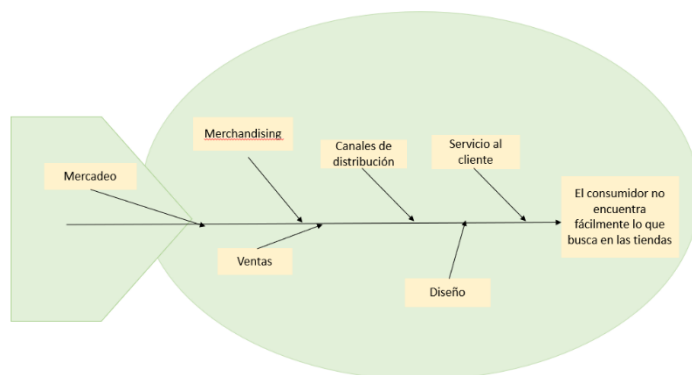 Merchandising
Canales de
distribución
Servicio al
cliente
Mercadeo
El consumidor no
encuentra
fácilmente lo que
busca en las tiendas
Ventas
Diseño